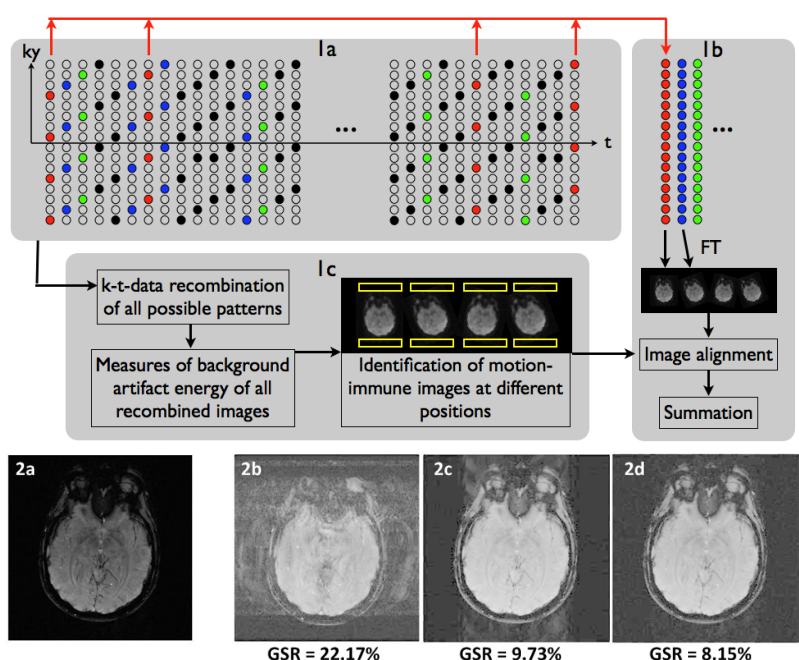 1a
1b
ky
...
...
t
FT
1c
k-t-data recombination
of all possible patterns
Measures of background
artifact energy of all
recombined images
Identification of motion-
immune images at different
positions
Image alignment
Summation
2a
2b
2c
2d
GSR = 22.17%
GSR = 9.73%
GSR = 8.15%